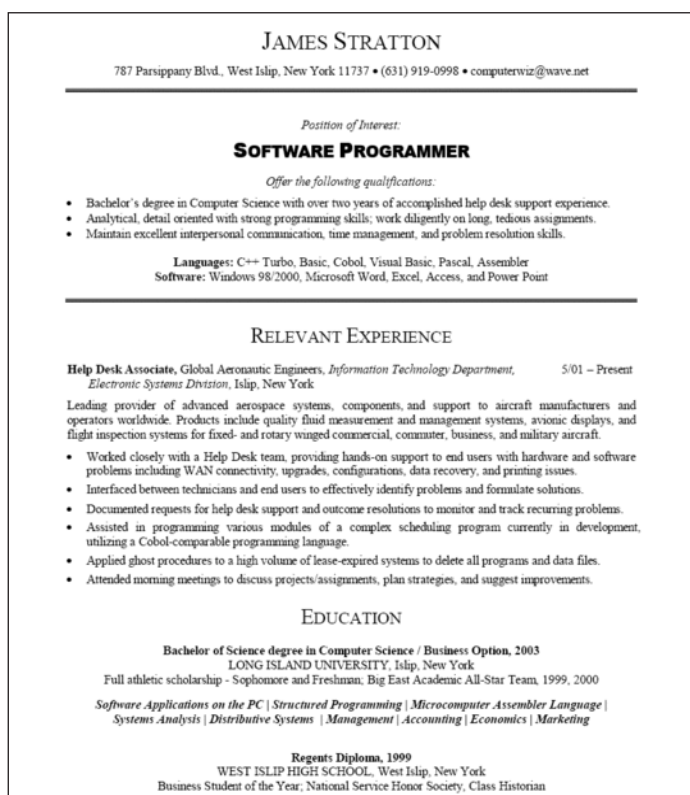 JAMES STRATTON
787 Parsippany Blvd., West Islip, New York 11737 • (631) 919-0998 • computerwiz@wave.net
Position of Interest:
SOFTWARE PROGRAMMER
Offer the following qualifications:
• Bachelor's degree in Computer Science with over two years of accomplished help desk support experience.
• Analytical, detail oriented with strong programming skills; work diligently on long, tedious assignments.
• Maintain excellent interpersonal communication, time management, and problem resolution skills.
Languages: C++ Turbo, Basic, Cobol, Visual Basic, Pascal, Assembler
Software: Windows 98/2000, Microsoft Word, Excel, Access, and Power Point
RELEVANT EXPERIENCE
Help Desk Associate, Global Aeronautic Engineers, Information Technology Department, 5/01 – Present
Electronic Systems Division, Islip, New York
Leading provider of advanced aerospace systems, components, and support to aircraft manufacturers and
operators worldwide. Products include quality fluid measurement and management systems, avionic displays, and
flight inspection systems for fixed- and rotary winged commercial, commuter, business, and military aircraft.
• Worked closely with a Help Desk team, providing hands-on support to end users with hardware and software
problems including WAN connectivity, upgrades, configurations, data recovery, and printing issues.
• Interfaced between technicians and end users to effectively identify problems and formulate solutions.
• Documented requests for help desk support and outcome resolutions to monitor and track recurring problems.
• Assisted in programming various modules of a complex scheduling program currently in development,
utilizing a Cobol-comparable programming language.
• Applied ghost procedures to a high volume of lease-expired systems to delete all programs and data files.
• Attended morning meetings to discuss projects/assignments, plan strategies, and suggest improvements.
EDUCATION
Bachelor of Science degree in Computer Science / Business Option, 2003
LONG ISLAND UNIVERSITY, Islip, New York
Full athletic scholarship - Sophomore and Freshman; Big East Academic All-Star Team, 1999, 2000
Software Applications on the PC | Structured Programming | Microcomputer Assembler Language |
Systems Analysis | Distributive Systems | Management | Accounting | Economics | Marketing
Regents Diploma, 1999
WEST ISLIP HIGH SCHOOL, West Islip, New York
Business Student of the Year; National Service Honor Society, Class Historian